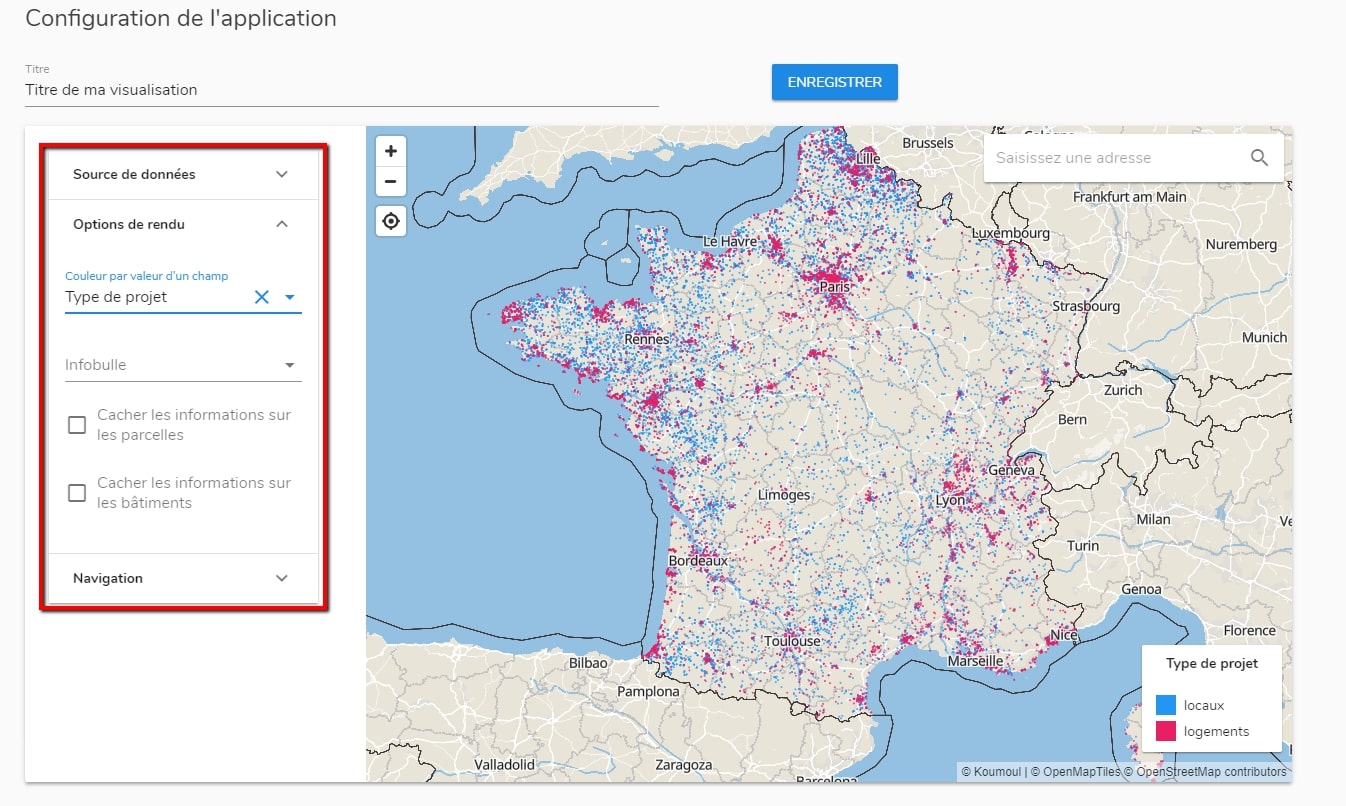 Configuration de l'application
Titre
Titre de ma visualisation
ENREGISTRER
Source de données
Options de rendu
Couleur par valeur d'un champ
Type de projet
Infobulle
Cacher les informations sur
les parcelles
Cacher les informations sur
les bâtiments
Navigation
+
−
Saisissez une adresse
Brussels
Lille
Frankfurt am Main
Le Havre
Luxembourg
Nuremberg
Paris
Strasbourg
Rennes
Munich
Zurich
Bern
Geneva
Limoges
Lyon
Milan
Turin
Bordeaux
Genoa
Florence
Toulouse
Nice
Marseille
Bilbao
Pamplona
Valladolid
Zaragoza
Barcelona
Type de projet
locaux
logements
© Koumoul | © OpenMapTiles © OpenStreetMap contributors